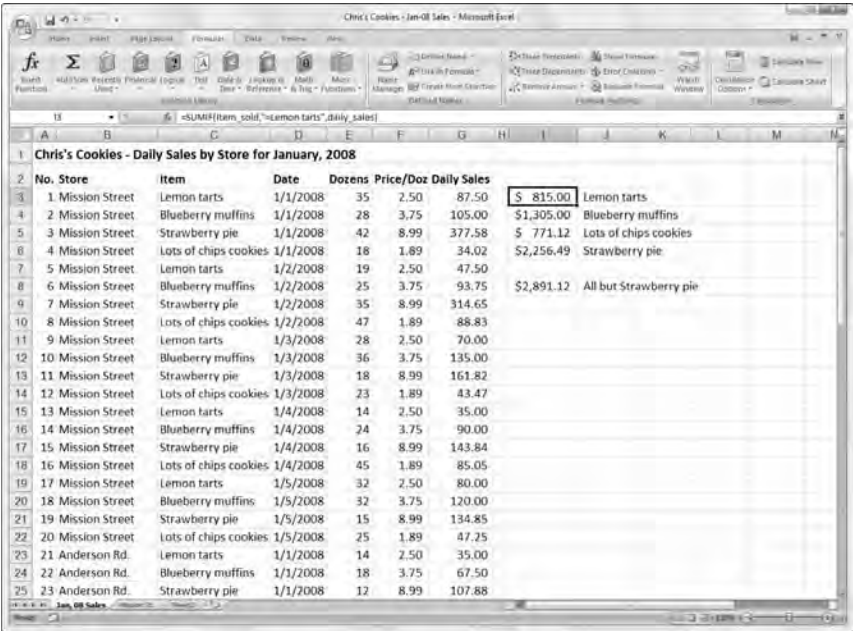 Chris's Cookies - Jan-08 Sales - Microsoft Excel
Home Insert Page Layout Formulas Data Review View
Insert Function AutoSum Recently Used Financial Logical Text Date & Time Lookup & Reference Math & Trig More Functions
Function Library
Name Manager Define Name Use in Formula Create from Selection
Defined Names
Trace Precedents Trace Dependents Remove Arrows Show Formulas Error Checking Evaluate Formula Watch Window
Formula Auditing
Calculation Options Calculate Now Calculate Sheet
Calculation
I3 fx =SUMIF(item_sold,"=Lemon tarts",daily_sales)
A B C D E F G H I J K L M N
1 Chris's Cookies - Daily Sales by Store for January, 2008
2 No. Store Item Date Dozens Price/Doz Daily Sales
3 1 Mission Street Lemon tarts 1/1/2008 35 2.50 87.50 $ 815.00 Lemon tarts
4 2 Mission Street Blueberry muffins 1/1/2008 28 3.75 105.00 $1,305.00 Blueberry muffins
5 3 Mission Street Strawberry pie 1/1/2008 42 8.99 377.58 $ 771.12 Lots of chips cookies
6 4 Mission Street Lots of chips cookies 1/1/2008 18 1.89 34.02 $2,256.49 Strawberry pie
7 5 Mission Street Lemon tarts 1/2/2008 19 2.50 47.50
8 6 Mission Street Blueberry muffins 1/2/2008 25 3.75 93.75 $2,891.12 All but Strawberry pie
9 7 Mission Street Strawberry pie 1/2/2008 35 8.99 314.65
10 8 Mission Street Lots of chips cookies 1/2/2008 47 1.89 88.83
11 9 Mission Street Lemon tarts 1/3/2008 28 2.50 70.00
12 10 Mission Street Blueberry muffins 1/3/2008 36 3.75 135.00
13 11 Mission Street Strawberry pie 1/3/2008 18 8.99 161.82
14 12 Mission Street Lots of chips cookies 1/3/2008 23 1.89 43.47
15 13 Mission Street Lemon tarts 1/4/2008 14 2.50 35.00
16 14 Mission Street Blueberry muffins 1/4/2008 24 3.75 90.00
17 15 Mission Street Strawberry pie 1/4/2008 16 8.99 143.84
18 16 Mission Street Lots of chips cookies 1/4/2008 45 1.89 85.05
19 17 Mission Street Lemon tarts 1/5/2008 32 2.50 80.00
20 18 Mission Street Blueberry muffins 1/5/2008 32 3.75 120.00
21 19 Mission Street Strawberry pie 1/5/2008 15 8.99 134.85
22 20 Mission Street Lots of chips cookies 1/5/2008 25 1.89 47.25
23 21 Anderson Rd. Lemon tarts 1/1/2008 14 2.50 35.00
24 22 Anderson Rd. Blueberry muffins 1/1/2008 18 3.75 67.50
25 23 Anderson Rd. Strawberry pie 1/1/2008 12 8.99 107.88
Jan, 08 Sales